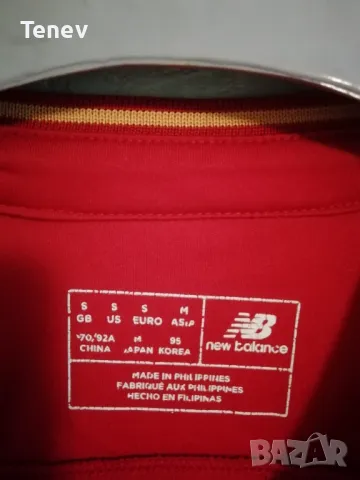 Tenev
S S S M
GB US EURO ASIA
170/92A M 95
CHINA JAPAN KOREA
NB
new balance
MADE IN PHILIPPINES
FABRIQUÉ AUX PHILIPPINES
HECHO EN FILIPINAS
BAZAR